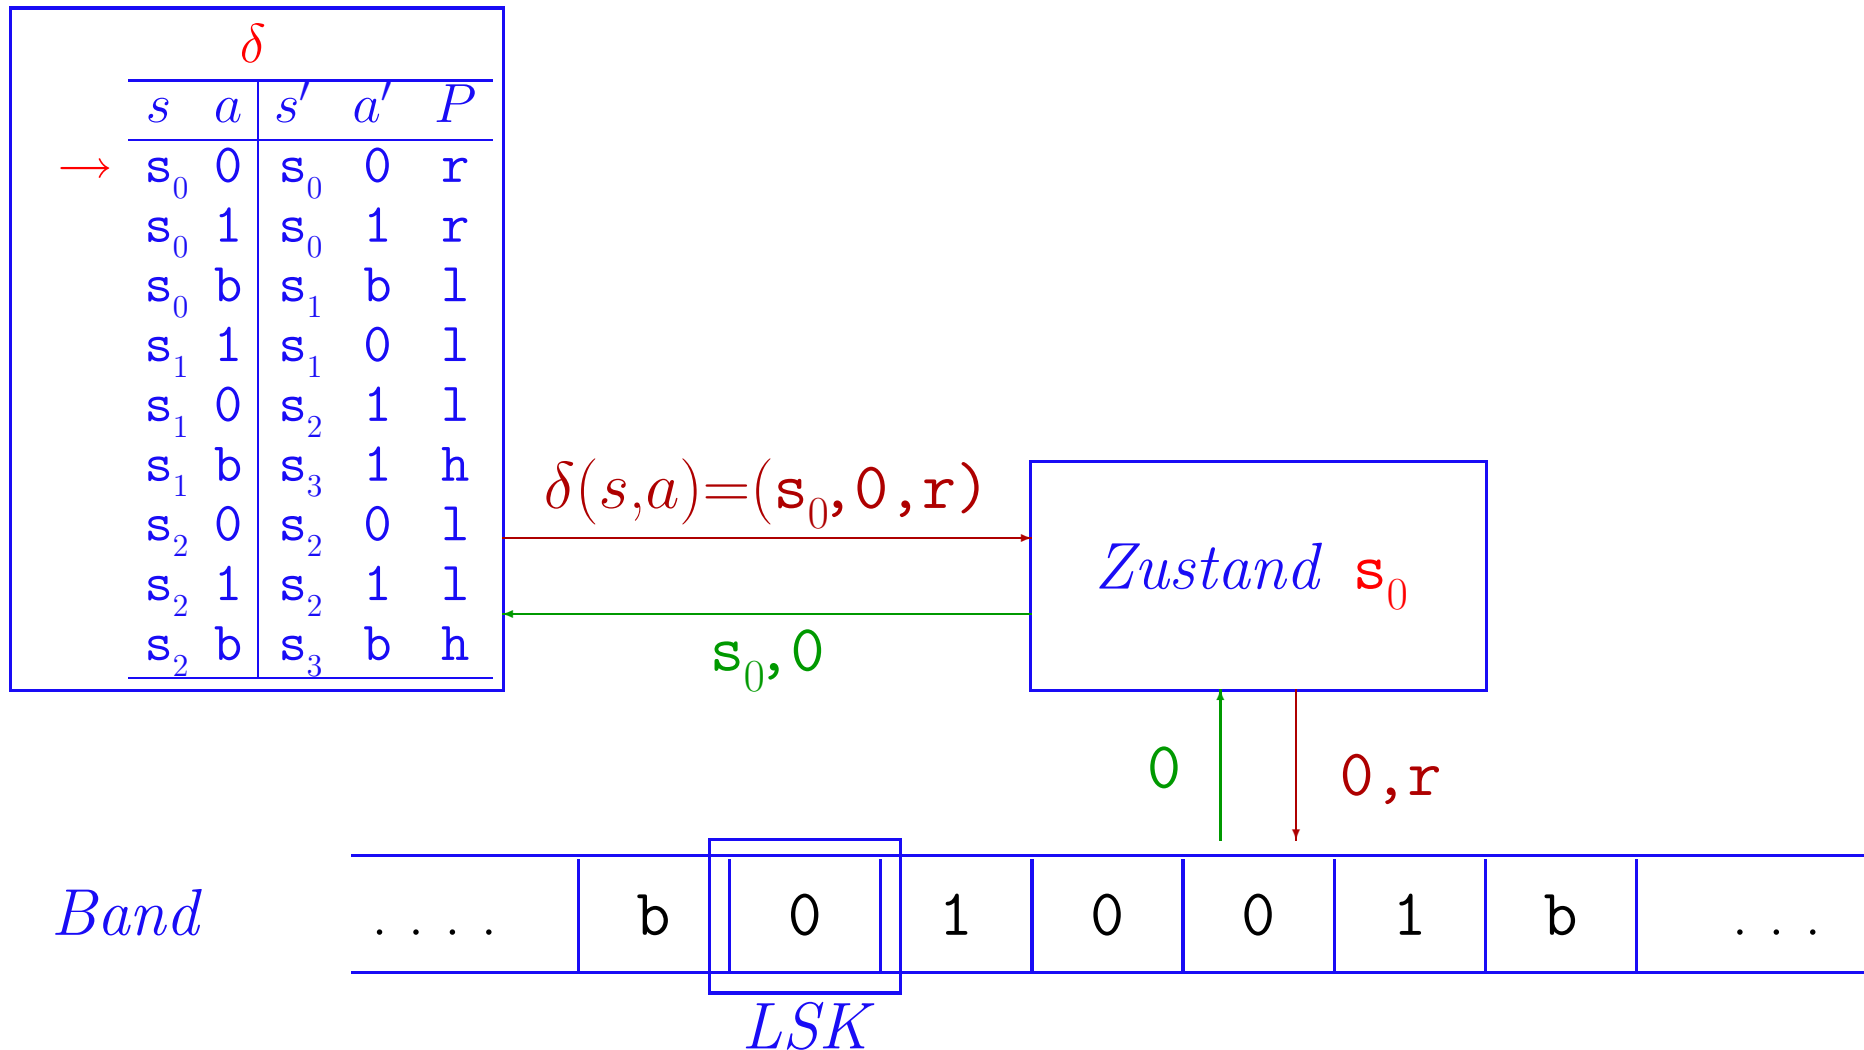 δ
s a s′ a′ P
→ s₀ 0 s₀ 0 r
s₀ 1 s₀ 1 r
s₀ b s₁ b l
s₁ 1 s₁ 0 l
s₁ 0 s₂ 1 l
s₁ b s₃ 1 h
s₂ 0 s₂ 0 l
s₂ 1 s₂ 1 l
s₂ b s₃ b h
δ(s,a)=(s₀,0,r)
Zustand s₀
s₀,0
0 0,r
Band . . . . b 0 1 0 0 1 b . . .
LSK